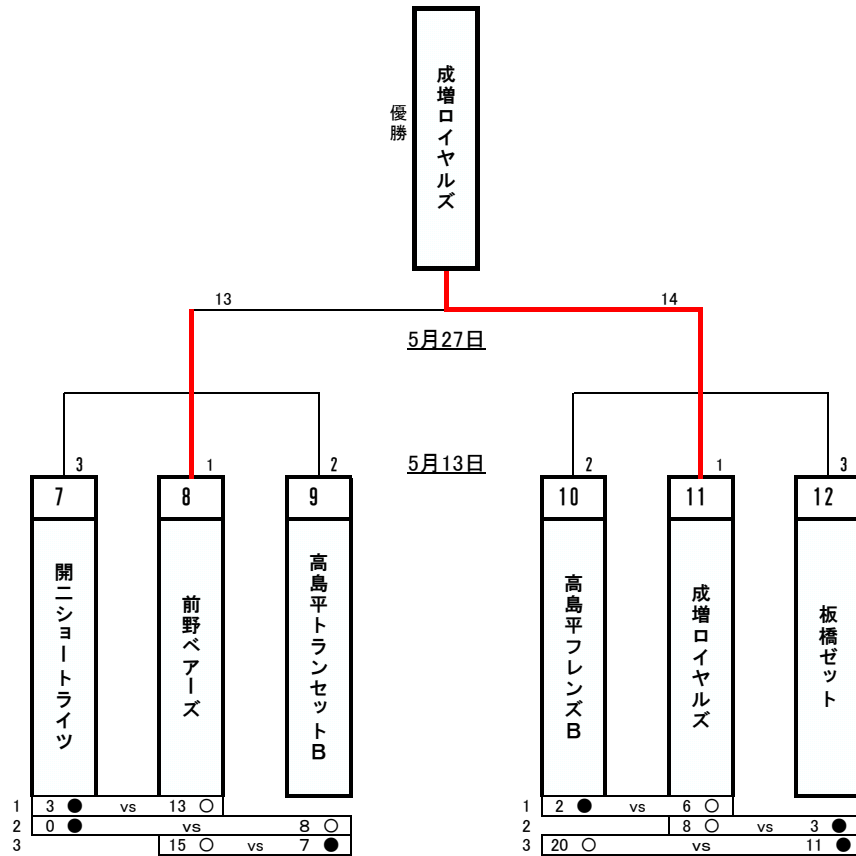 成増ロイヤルズ
優勝
13 14
5月27日
3 1 2 5月13日 2 1 3
7 8 9 10 11 12
開二ショートライツ
前野ベアーズ
高島平トランセットB
高島平フレンズB
成増ロイヤルズ
板橋ゼット
1 3 ● vs 13 ○ 1 2 ● vs 6 ○
2 0 ● vs 8 ○ 2 8 ○ vs 3 ●
3 15 ○ vs 7 ● 3 20 ○ vs 11 ●